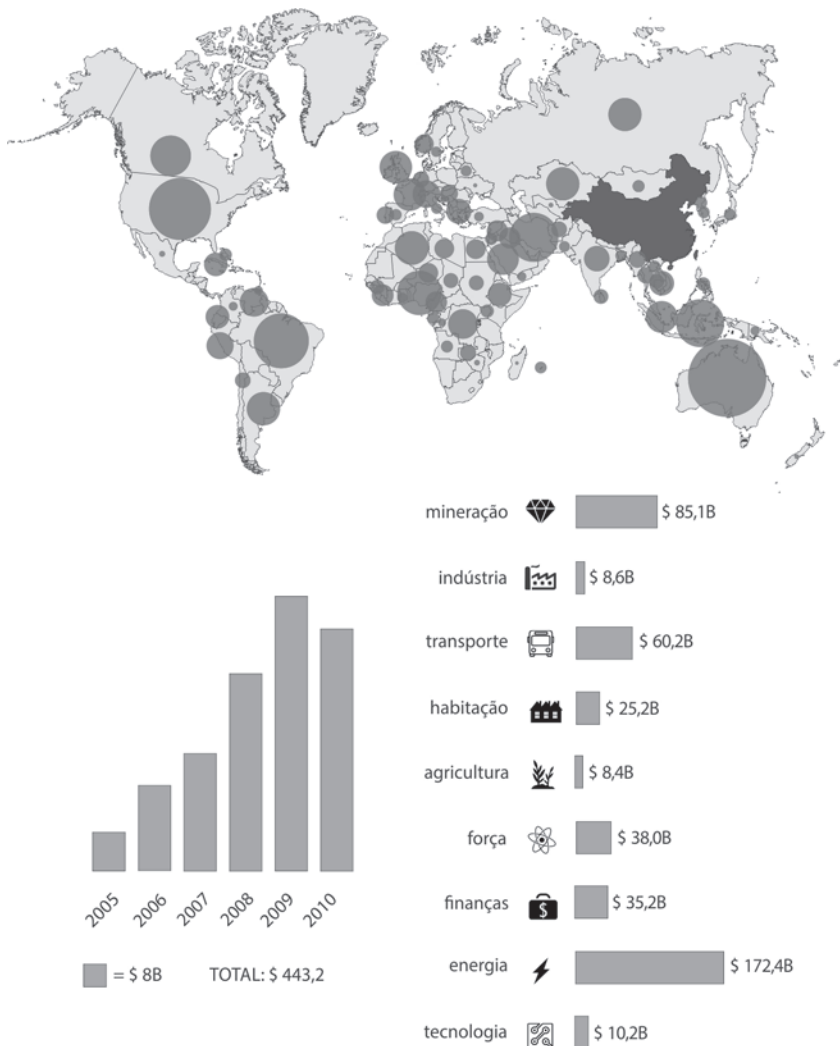 mineração $ 85,1B
indústria $ 8,6B
transporte $ 60,2B
habitação $ 25,2B
agricultura $ 8,4B
força $ 38,0B
finanças $ 35,2B
energia $ 172,4B
tecnologia $ 10,2B
2005 2006 2007 2008 2009 2010
= $ 8B TOTAL: $ 443,2